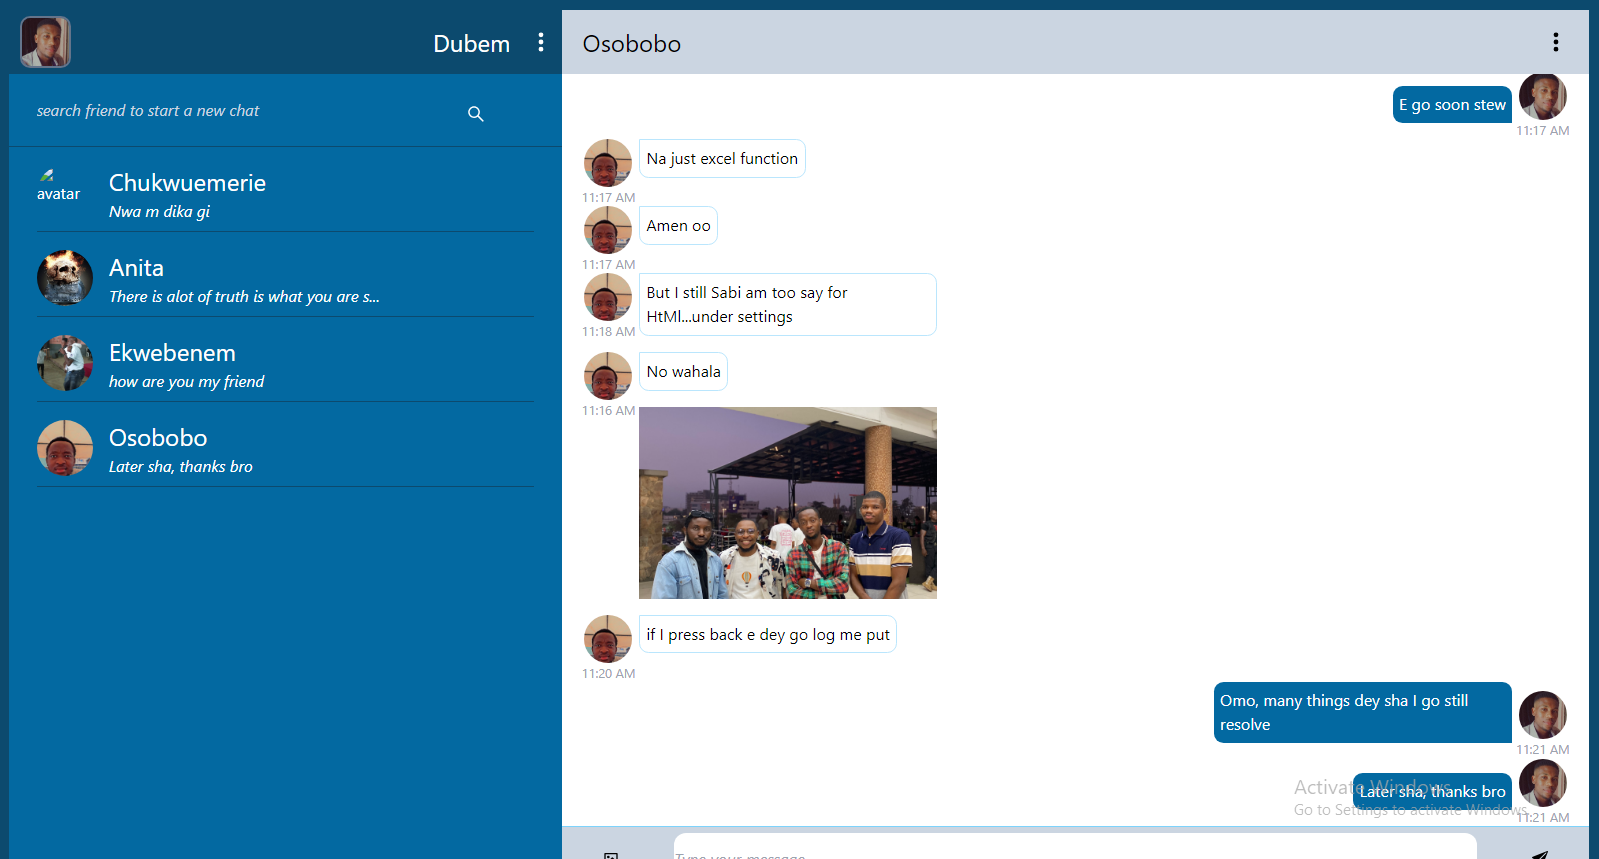 Dubem
Osobobo
search friend to start a new chat
avatar
Chukwuemerie
Nwa m dika gi
Anita
There is alot of truth is what you are s...
Ekwebenem
how are you my friend
Osobobo
Later sha, thanks bro
E go soon stew
11:17 AM
Na just excel function
11:17 AM
Amen oo
11:17 AM
But I still Sabi am too say for
HtMl...under settings
11:18 AM
No wahala
11:16 AM
if I press back e dey go log me put
11:20 AM
Omo, many things dey sha I go still
resolve
11:21 AM
Later sha, thanks bro
11:21 AM
Activate Windows
Go to Settings to activate Windows.
Type your message